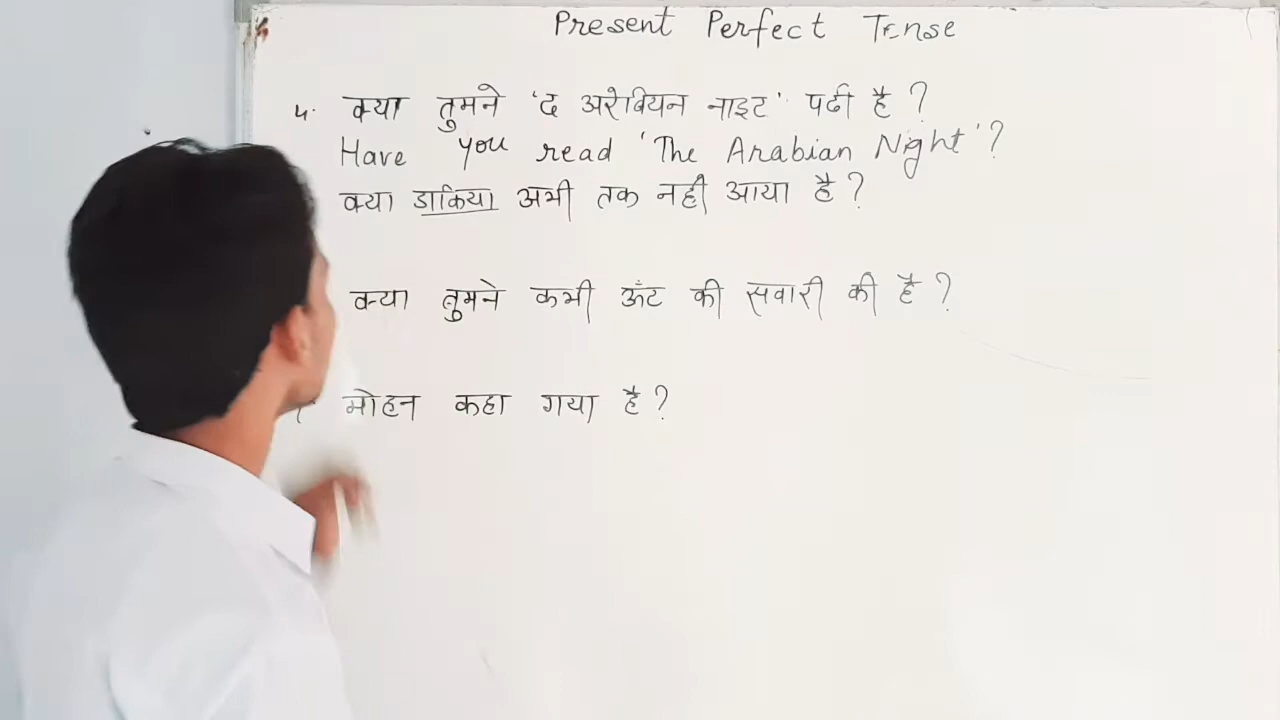 Present Perfect Tense
4. क्या तुमने 'द अरेबियन नाइट' पढी है ?
Have you read 'The Arabian Night' ?
क्या डाकिया अभी तक नही आया है ?
क्या तुमने कभी ऊँट की सवारी की है ?
मोहन कहा गया है ?